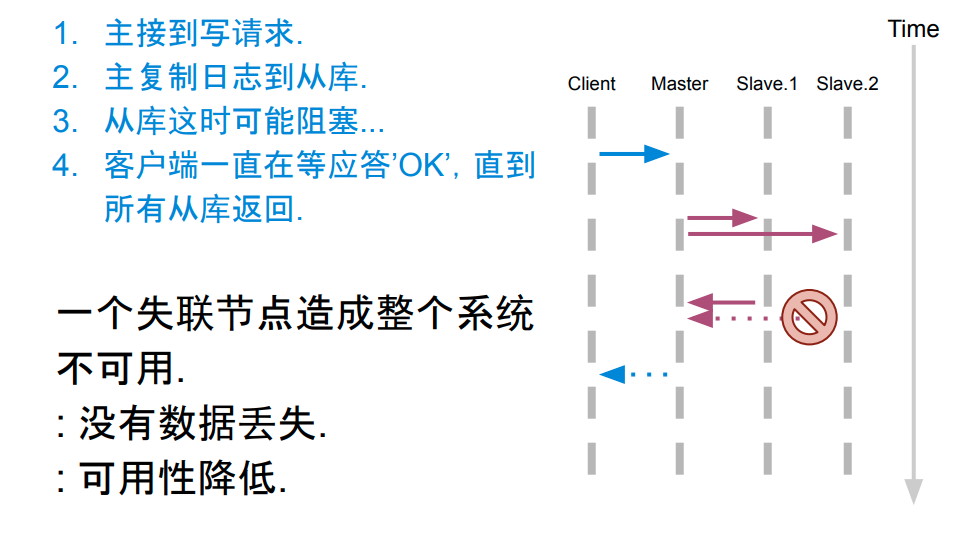 1. 主接到写请求.
2. 主复制日志到从库.
3. 从库这时可能阻塞...
4. 客户端一直在等应答’OK’, 直到
所有从库返回.
一个失联节点造成整个系统
不可用.
: 没有数据丢失.
: 可用性降低.
Time
Client Master Slave.1 Slave.2